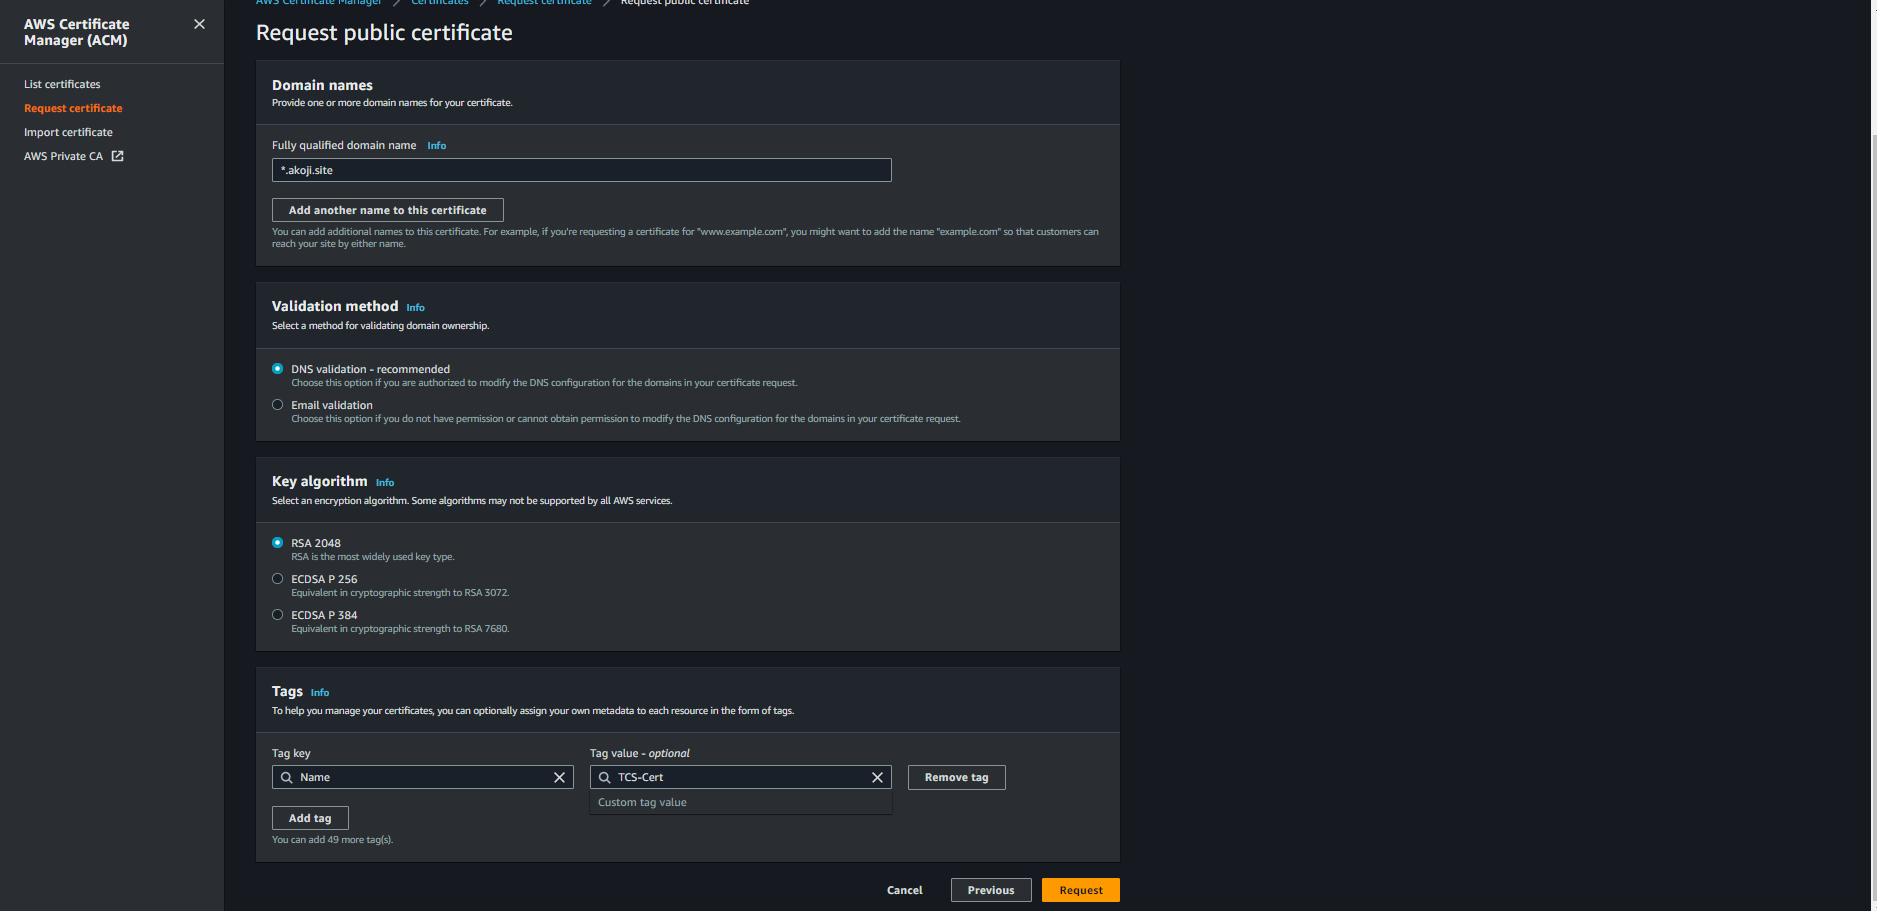 AWS Certificate Manager (ACM)
List certificates
Request certificate
Import certificate
AWS Private CA
AWS Certificate Manager
Certificates
Request certificate
Request public certificate
Request public certificate
Domain names
Provide one or more domain names for your certificate.
Fully qualified domain name Info
*.akoji.site
Add another name to this certificate
You can add additional names to this certificate. For example, if you're requesting a certificate for "www.example.com", you might want to add the name "example.com" so that customers can
reach your site by either name.
Validation method Info
Select a method for validating domain ownership.
DNS validation - recommended
Choose this option if you are authorized to modify the DNS configuration for the domains in your certificate request.
Email validation
Choose this option if you do not have permission or cannot obtain permission to modify the DNS configuration for the domains in your certificate request.
Key algorithm Info
Select an encryption algorithm. Some algorithms may not be supported by all AWS services.
RSA 2048
RSA is the most widely used key type.
ECDSA P 256
Equivalent in cryptographic strength to RSA 3072.
ECDSA P 384
Equivalent in cryptographic strength to RSA 7680.
Tags Info
To help you manage your certificates, you can optionally assign your own metadata to each resource in the form of tags.
Tag key
Tag value - optional
Name
TCS-Cert
Remove tag
Custom tag value
Add tag
You can add 49 more tag(s).
Cancel
Previous
Request